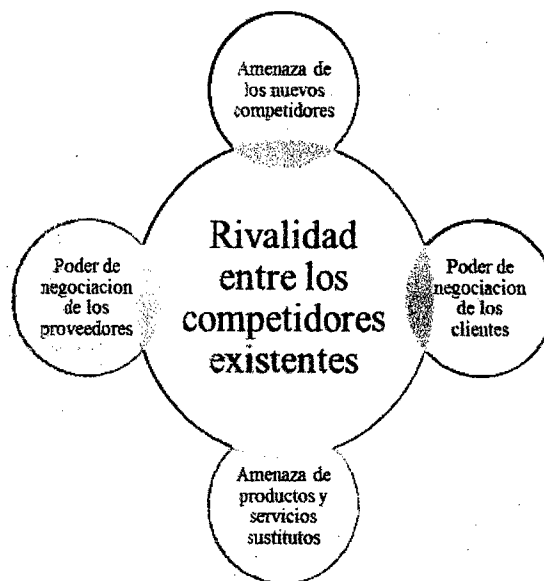 Amenaza de
los nuevos
competidores
Rivalidad
entre los
competidores
existentes
Poder de
negociacion
de los
proveedores
Poder de
negociacion
de los
clientes
Amenaza de
productos y
servicios
sustitutos